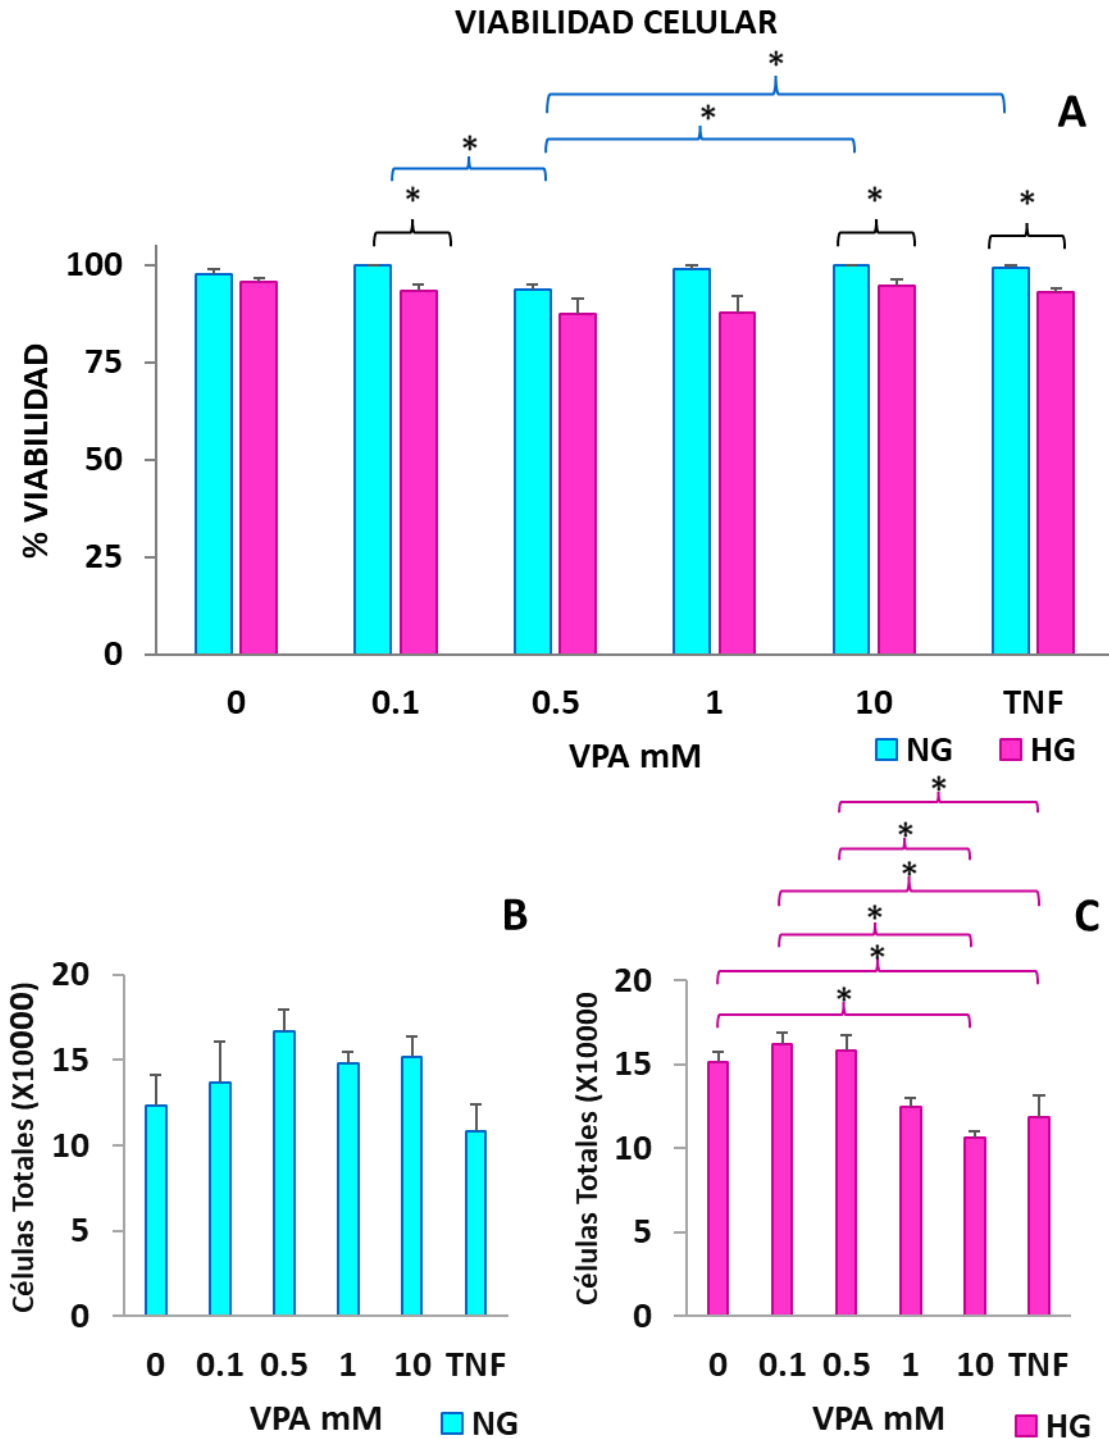 VIABILIDAD CELULAR
*
A
*
*
* * *
100
75
50
25
0
% VIABILIDAD
0 0.1 0.5 1 10 TNF
VPA mM
NG HG
B
20
15
10
5
0
Células Totales (X10000)
0 0.1 0.5 1 10 TNF
VPA mM NG
*
*
*
*
*
*
C
20
15
10
5
0
Células Totales (X10000
0 0.1 0.5 1 10 TNF
VPA mM HG